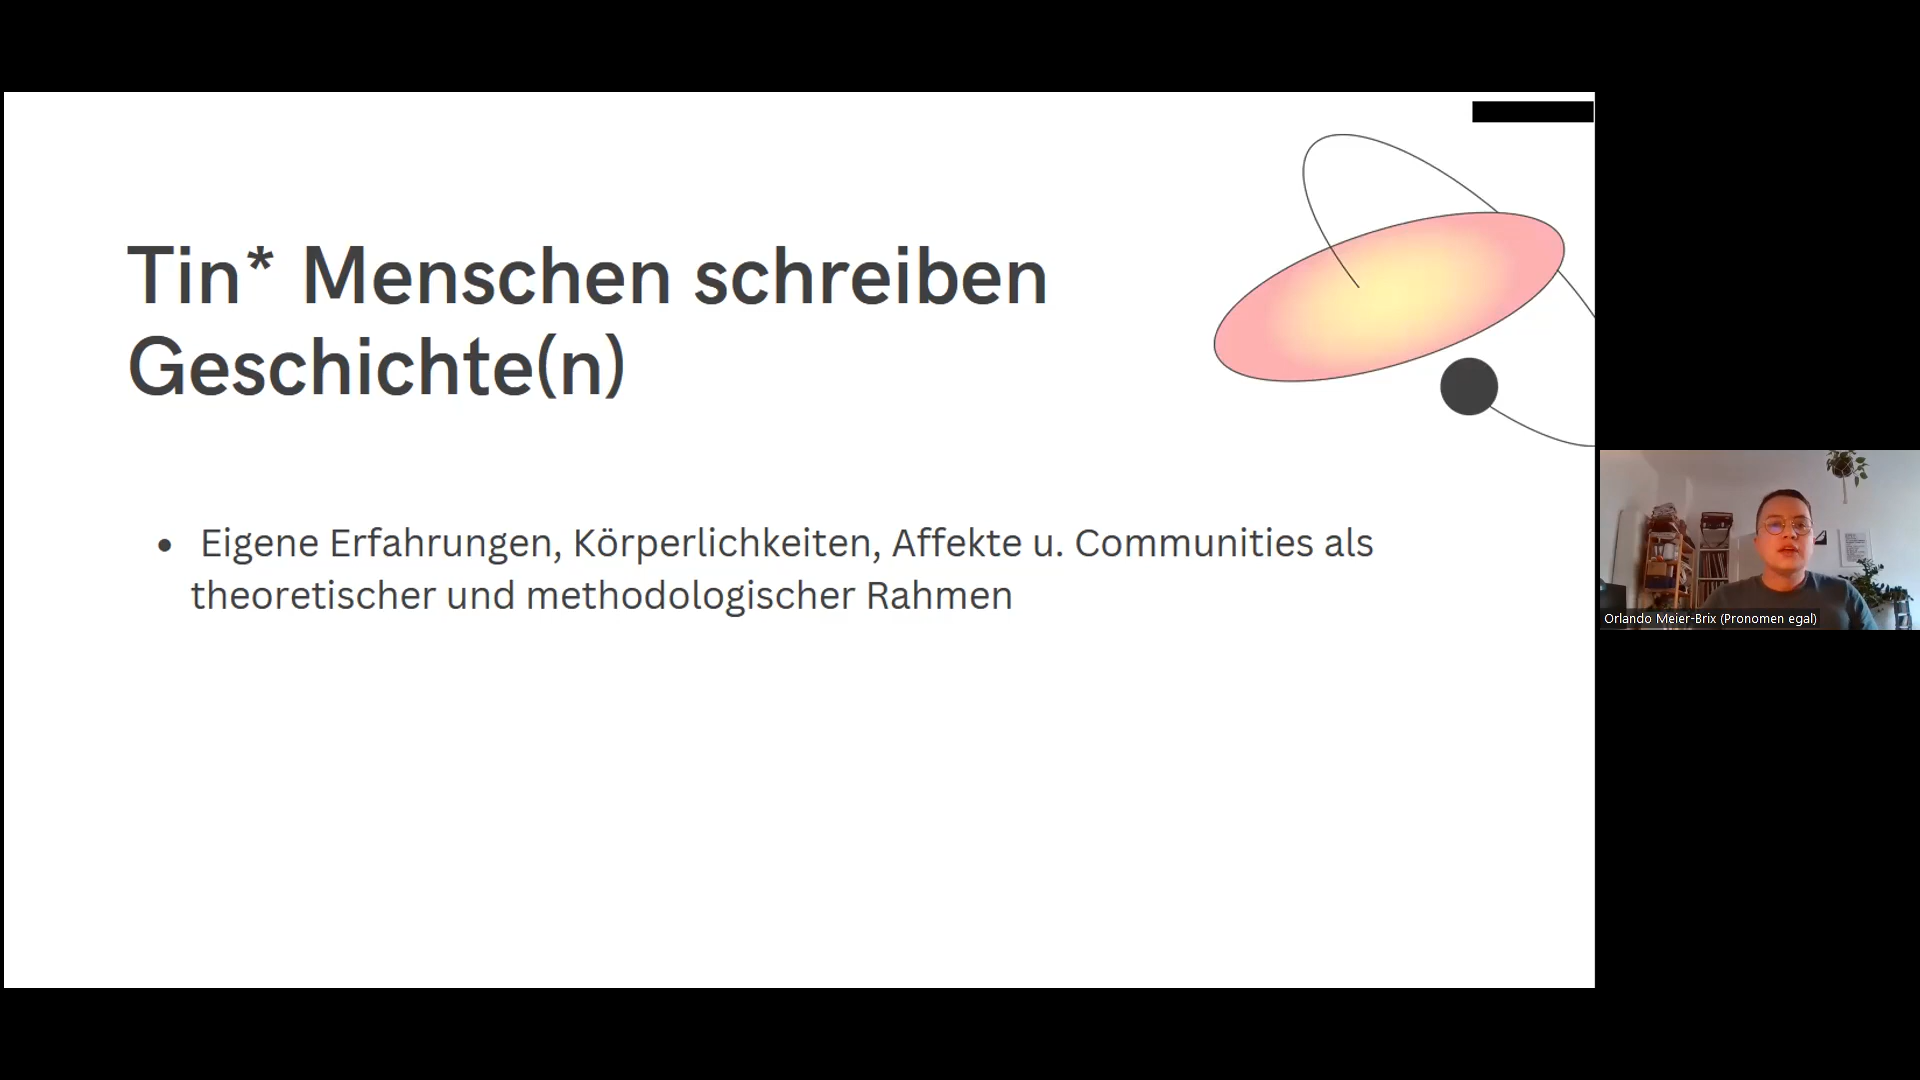 Tin* Menschen schreiben
Geschichte(n)
• Eigene Erfahrungen, Körperlichkeiten, Affekte u. Communities als
theoretischer und methodologischer Rahmen
Orlando Meier-Brix (Pronomen egal)